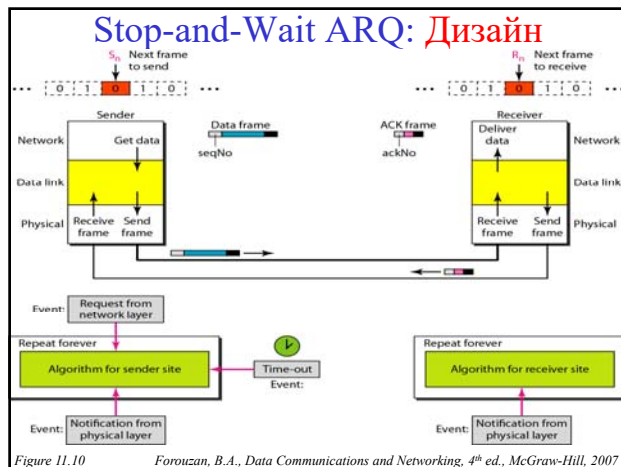 Stop-and-Wait ARQ: Дизайн
Sn Next frame to send
Rn Next frame to receive
... 0 1 0 1 0 ...
... 0 1 0 1 0 ...
Sender
Receiver
Data frame
ACK frame
seqNo
ackNo
Network
Get data
Deliver data
Network
Data link
Data link
Physical
Receive frame
Send frame
Receive frame
Send frame
Physical
Event:
Request from network layer
Repeat forever
Algorithm for sender site
Time-out
Event:
Repeat forever
Algorithm for receiver site
Event:
Notification from physical layer
Event:
Notification from physical layer
Figure 11.10 Forouzan, B.A., Data Communications and Networking, 4th ed., McGraw-Hill, 2007